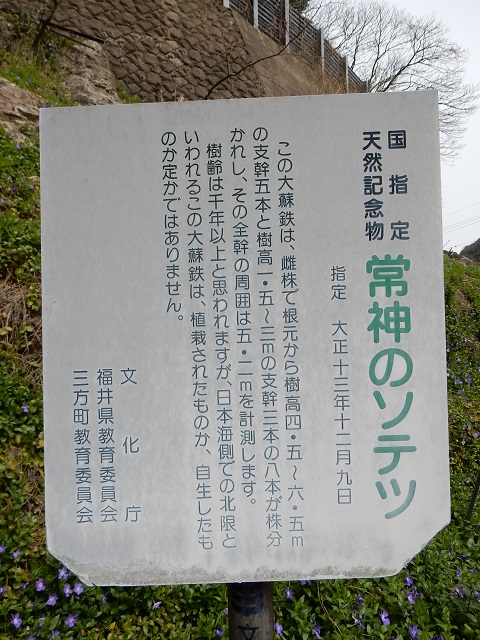 国指定
天然記念物
常神のソテツ
指定 大正十三年十二月九日
この大蘇鉄は、雌株で根元から樹高四・五～六・五m
の支幹五本と樹高一・五～三mの支幹三本の八本が株分
かれし、その全幹の周囲は五・二mを計測します。
樹齢は千年以上と思われますが、日本海側での北限と
いわれるこの大蘇鉄は、植栽されたものか、自生したも
のか定かではありません。
文化庁
福井県教育委員会
三方町教育委員会